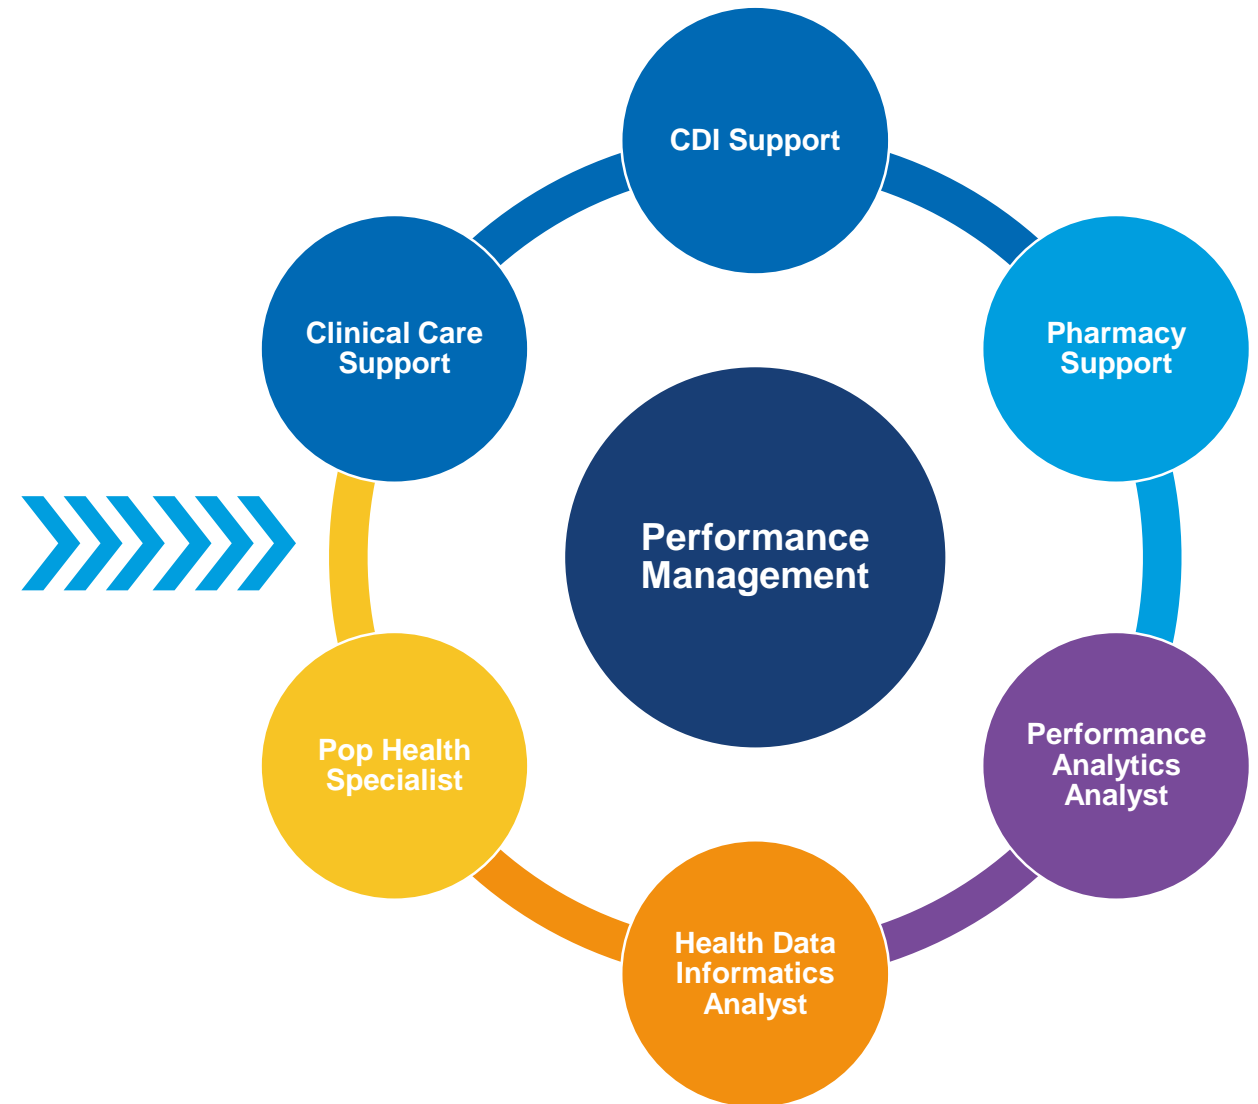 CDI Support
Clinical Care
Support
Pharmacy
Support
Performance
Management
Pop Health
Specialist
Performance
Analytics
Analyst
Health Data
Informatics
Analyst